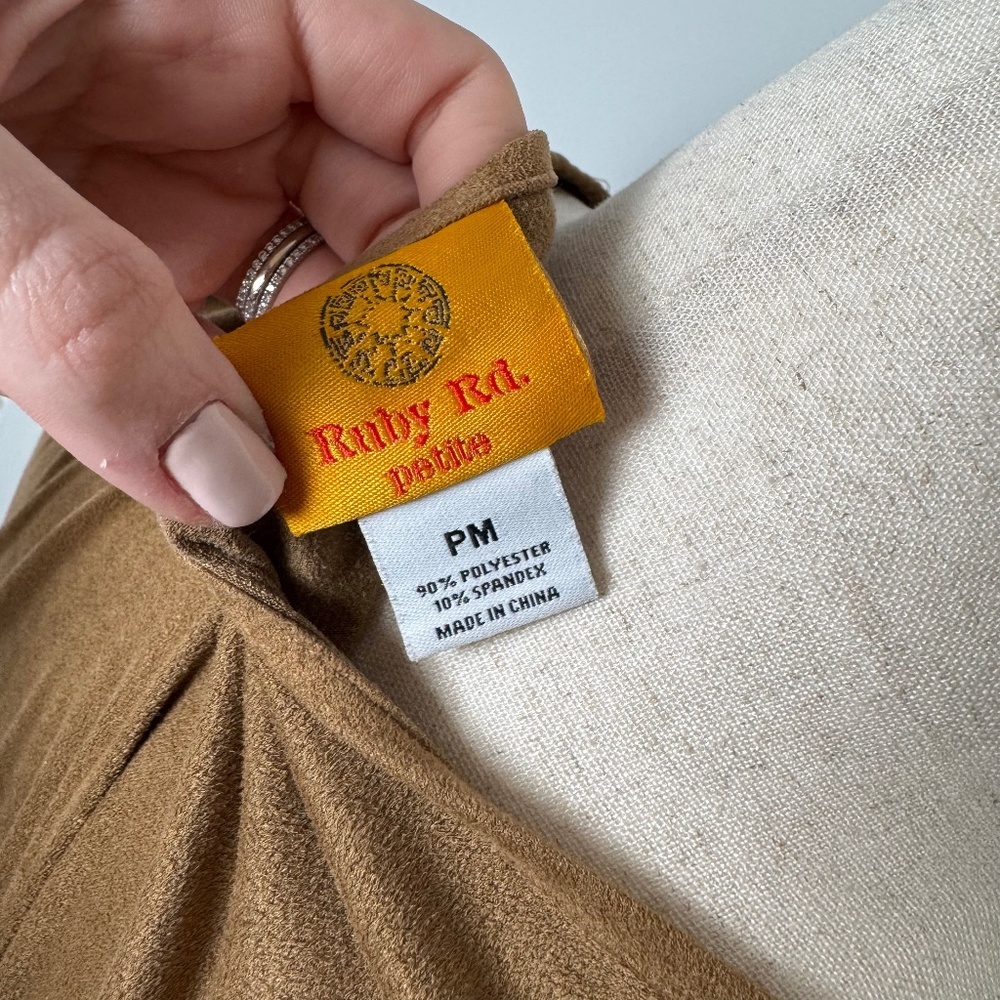 Ruby Rd.
petite
PM
90% POLYESTER
10% SPANDEX
MADE IN CHINA